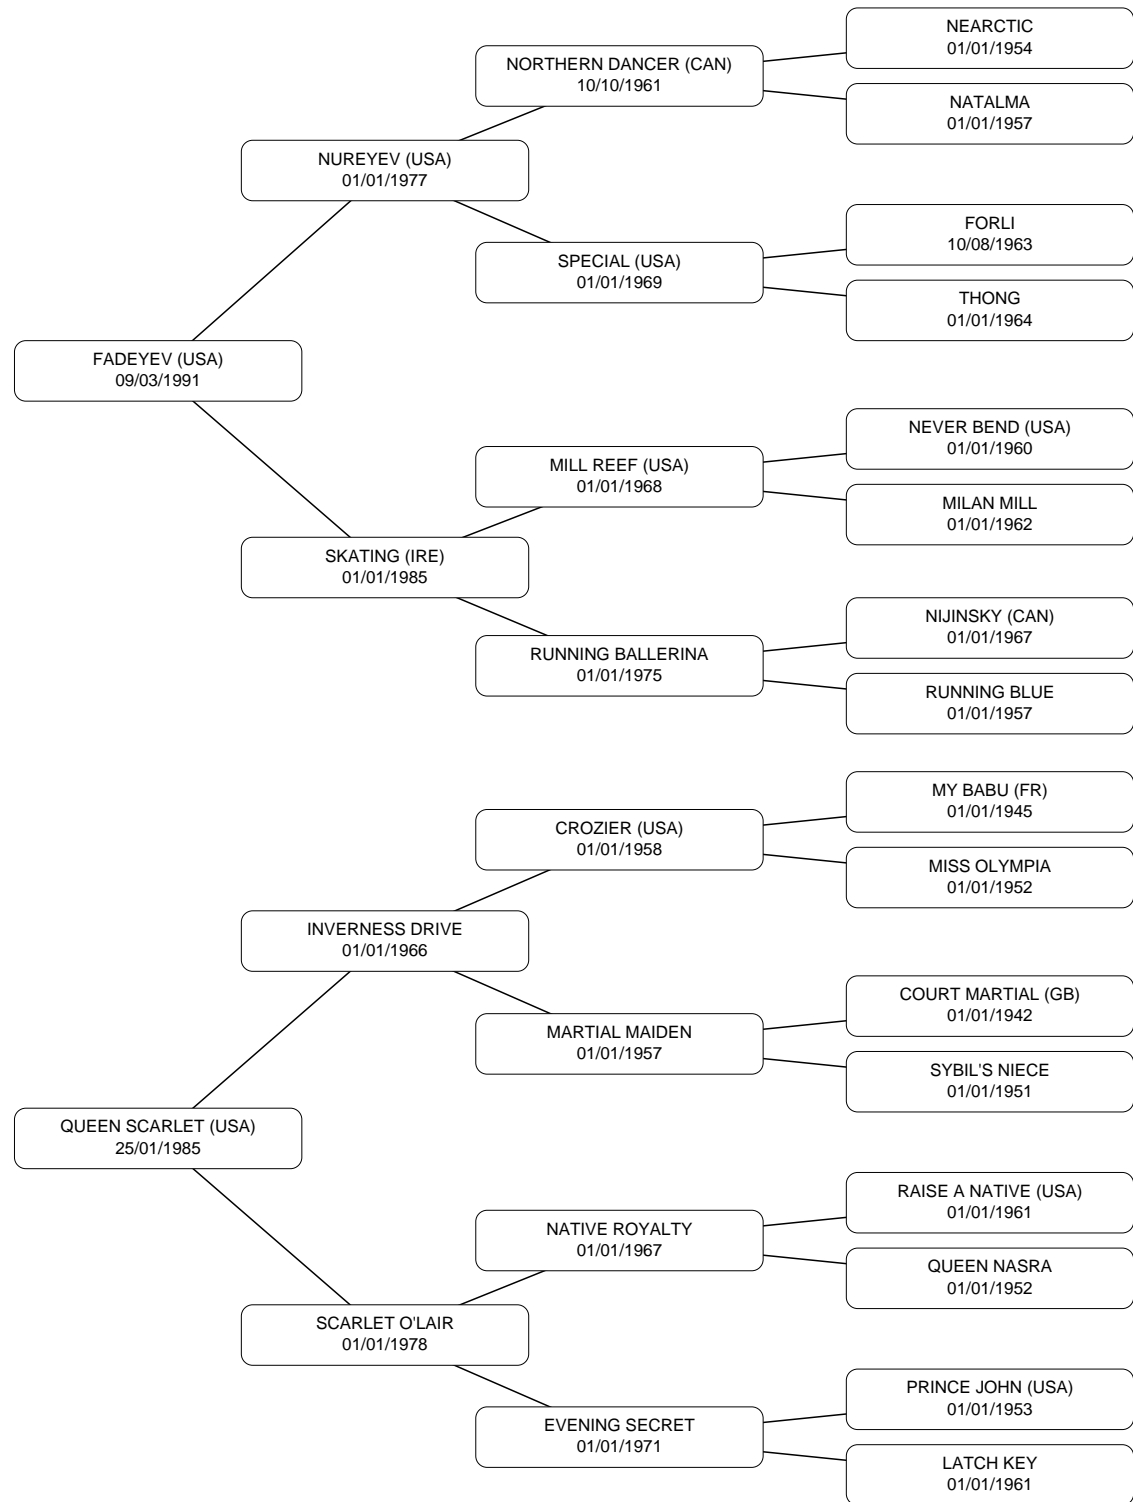 NEARCTIC
01/01/1954
NORTHERN DANCER (CAN)
10/10/1961
NATALMA
01/01/1957
NUREYEV (USA)
01/01/1977
FORLI
10/08/1963
SPECIAL (USA)
01/01/1969
THONG
01/01/1964
FADEYEV (USA)
09/03/1991
NEVER BEND (USA)
01/01/1960
MILL REEF (USA)
01/01/1968
MILAN MILL
01/01/1962
SKATING (IRE)
01/01/1985
NIJINSKY (CAN)
01/01/1967
RUNNING BALLERINA
01/01/1975
RUNNING BLUE
01/01/1957
MY BABU (FR)
01/01/1945
CROZIER (USA)
01/01/1958
MISS OLYMPIA
01/01/1952
INVERNESS DRIVE
01/01/1966
COURT MARTIAL (GB)
01/01/1942
MARTIAL MAIDEN
01/01/1957
SYBIL'S NIECE
01/01/1951
QUEEN SCARLET (USA)
25/01/1985
RAISE A NATIVE (USA)
01/01/1961
NATIVE ROYALTY
01/01/1967
QUEEN NASRA
01/01/1952
SCARLET O'LAIR
01/01/1978
PRINCE JOHN (USA)
01/01/1953
EVENING SECRET
01/01/1971
LATCH KEY
01/01/1961